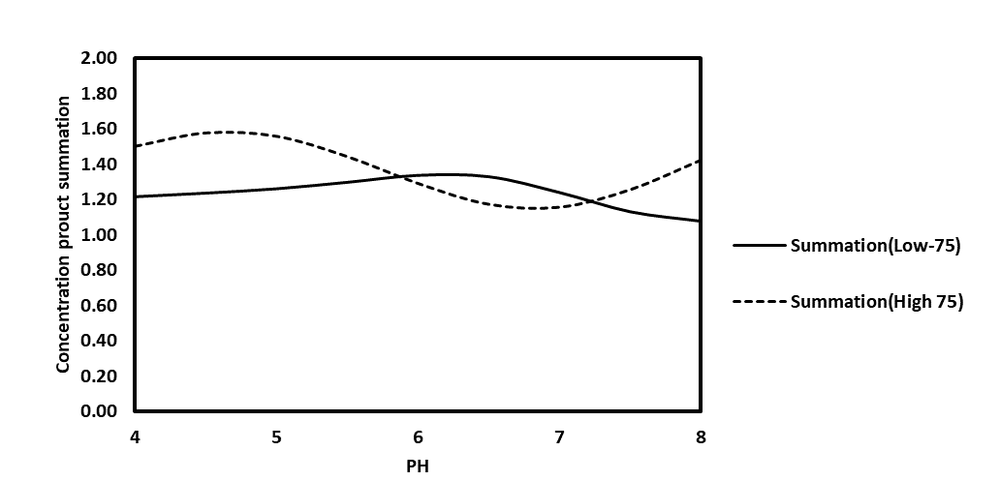 2.00
1.80
1.60
1.40
1.20
1.00
0.80
0.60
0.40
0.20
0.00
Concentration prouct summation
4 5 6 7 8
PH
Summation(Low-75)
Summation(High 75)